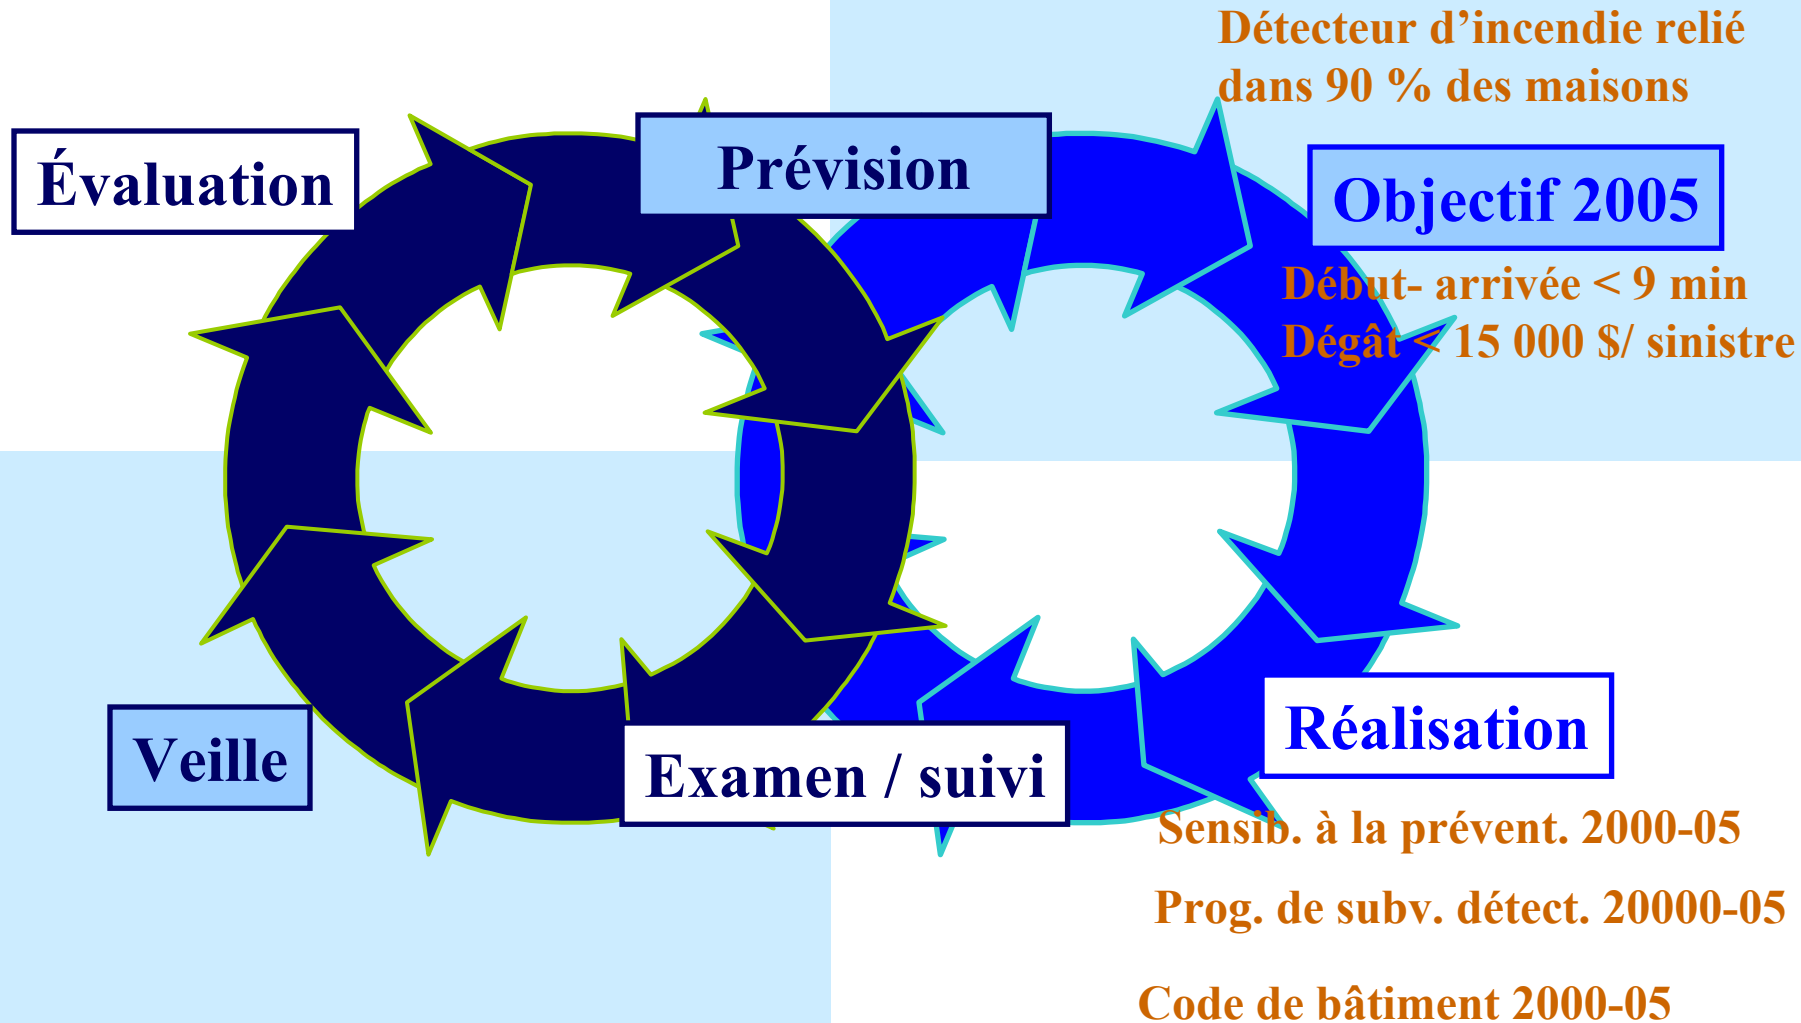 Détecteur d’incendie relié
dans 90 % des maisons
Évaluation
Prévision
Objectif 2005
Début- arrivée < 9 min
Dégât < 15 000 $/ sinistre
Veille
Examen / suivi
Réalisation
Sensib. à la prévent. 2000-05
Prog. de subv. détect. 20000-05
Code de bâtiment 2000-05